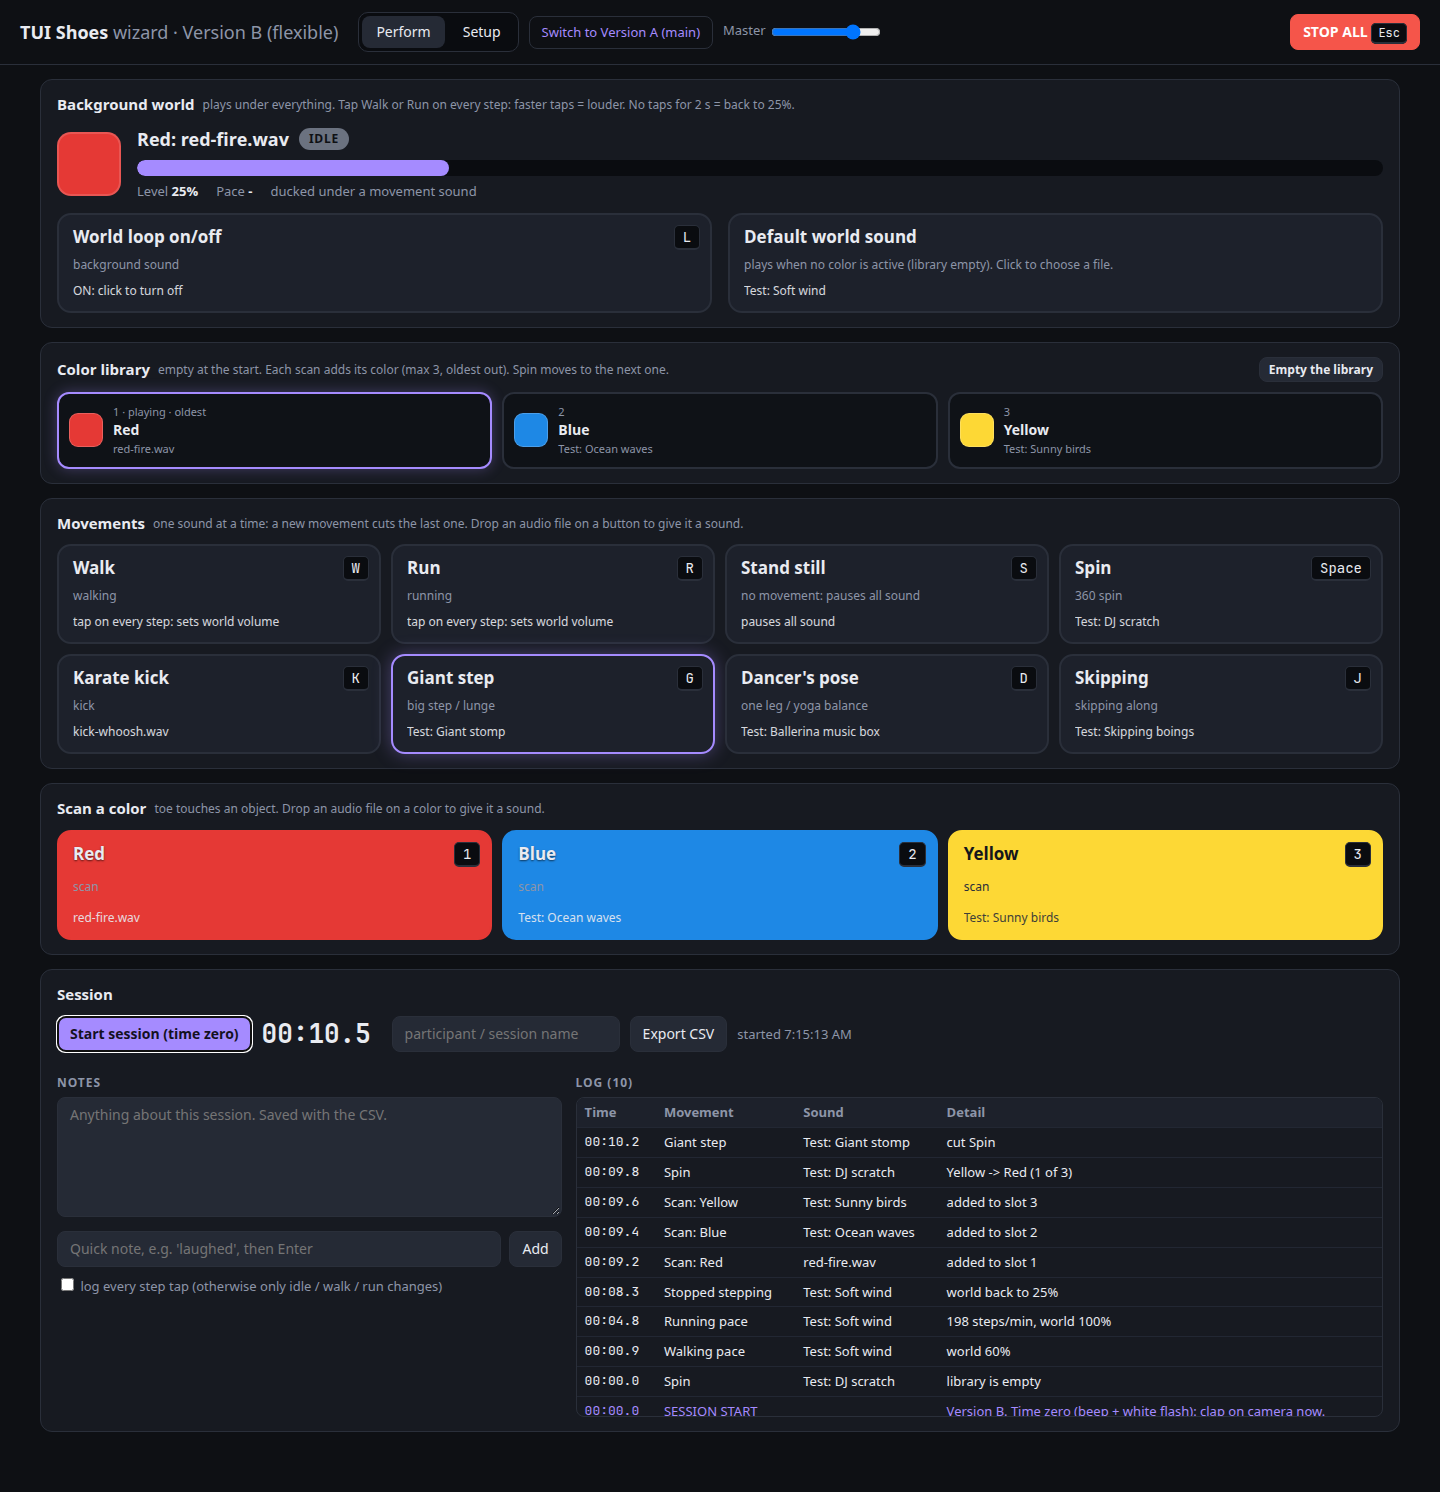 TUI Shoes wizard · Version B (flexible)
Perform
Setup
Switch to Version A (main)
Master
STOP ALL Esc
Background world plays under everything. Tap Walk or Run on every step: faster taps = louder. No taps for 2 s = back to 25%.
Red: red-fire.wav IDLE
Level 25% Pace - ducked under a movement sound
World loop on/off L
background sound
ON: click to turn off
Default world sound
plays when no color is active (library empty). Click to choose a file.
Test: Soft wind
Color library empty at the start. Each scan adds its color (max 3, oldest out). Spin moves to the next one.
Empty the library
1 · playing · oldest
Red
red-fire.wav
2
Blue
Test: Ocean waves
3
Yellow
Test: Sunny birds
Movements one sound at a time: a new movement cuts the last one. Drop an audio file on a button to give it a sound.
Walk W
walking
tap on every step: sets world volume
Run R
running
tap on every step: sets world volume
Stand still S
no movement: pauses all sound
pauses all sound
Spin Space
360 spin
Test: DJ scratch
Karate kick K
kick
kick-whoosh.wav
Giant step G
big step / lunge
Test: Giant stomp
Dancer's pose D
one leg / yoga balance
Test: Ballerina music box
Skipping J
skipping along
Test: Skipping boings
Scan a color toe touches an object. Drop an audio file on a color to give it a sound.
Red 1
scan
red-fire.wav
Blue 2
scan
Test: Ocean waves
Yellow 3
scan
Test: Sunny birds
Session
Start session (time zero) 00:10.5 participant / session name Export CSV started 7:15:13 AM
NOTES
Anything about this session. Saved with the CSV.
Quick note, e.g. 'laughed', then Enter Add
log every step tap (otherwise only idle / walk / run changes)
LOG (10)
Time Movement Sound Detail
00:10.2 Giant step Test: Giant stomp cut Spin
00:09.8 Spin Test: DJ scratch Yellow -> Red (1 of 3)
00:09.6 Scan: Yellow Test: Sunny birds added to slot 3
00:09.4 Scan: Blue Test: Ocean waves added to slot 2
00:09.2 Scan: Red red-fire.wav added to slot 1
00:08.3 Stopped stepping Test: Soft wind world back to 25%
00:04.8 Running pace Test: Soft wind 198 steps/min, world 100%
00:00.9 Walking pace Test: Soft wind world 60%
00:00.0 Spin Test: DJ scratch library is empty
00:00.0 SESSION START Version B. Time zero (beep + white flash): clap on camera now.